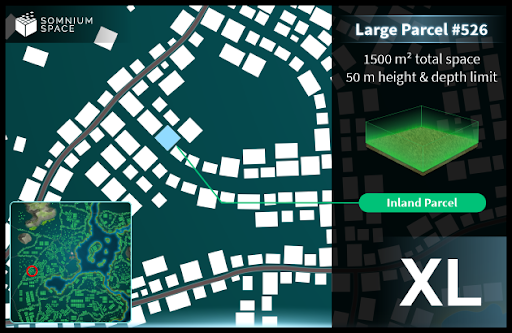 SOMNIUM
SPACE
Large Parcel #526
1500 m² total space
50 m height & depth limit
Inland Parcel
XL